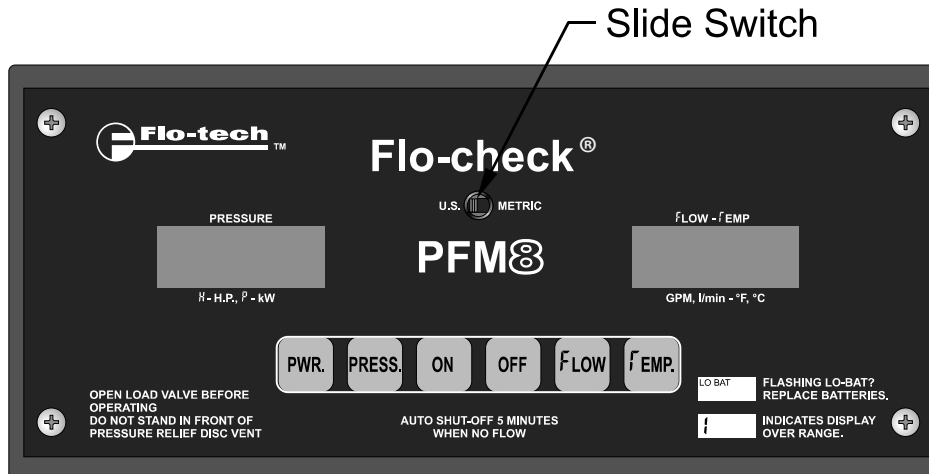 Slide Switch
Flo-tech ™
Flo-check ®
U.S. METRIC
PRESSURE
FLOW - TEMP
PFM8
H - H.P., P - kW
GPM, l/min - °F, °C
PWR. PRESS. ON OFF FLOW TEMP.
OPEN LOAD VALVE BEFORE
OPERATING
DO NOT STAND IN FRONT OF
PRESSURE RELIEF DISC VENT
AUTO SHUT-OFF 5 MINUTES
WHEN NO FLOW
LO BAT
FLASHING LO-BAT?
REPLACE BATTERIES.
1
INDICATES DISPLAY
OVER RANGE.